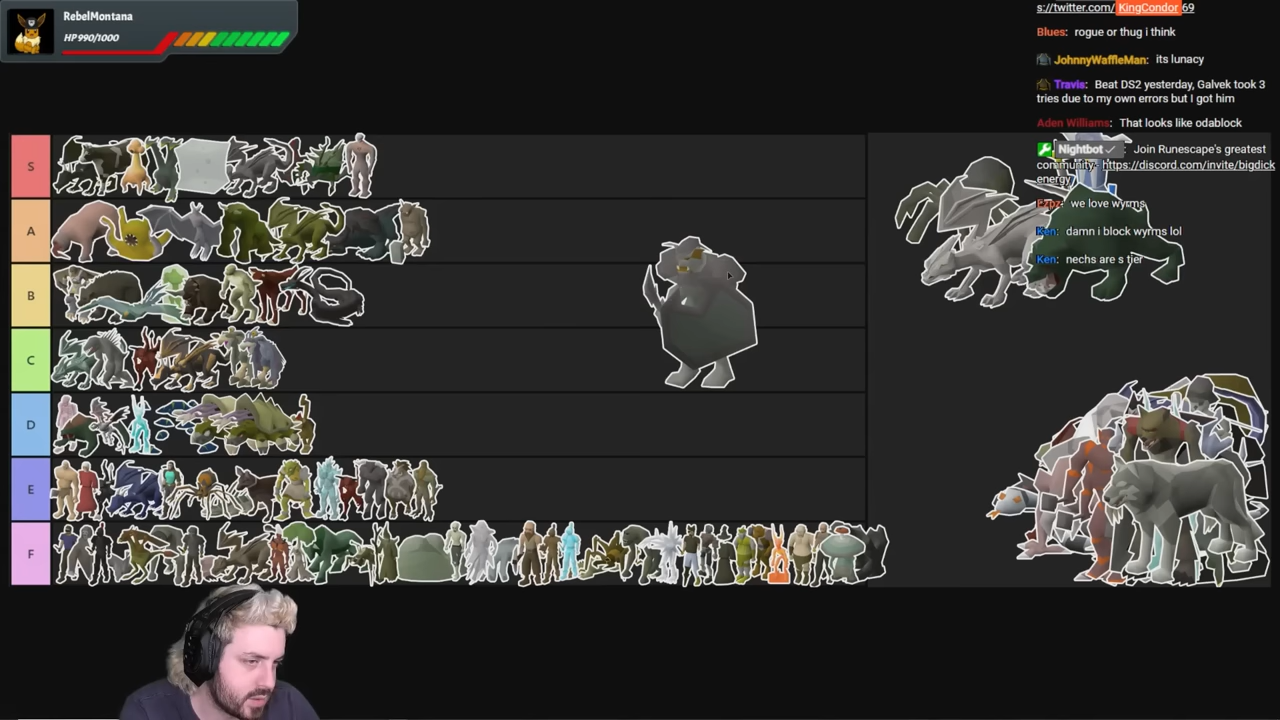 RebelMontana
HP 990/1000
s://twitter.com/ KingCondor 69
Blues: rogue or thug i think
JohnnyWaffleMan: its lunacy
Travis: Beat DS2 yesterday, Galvek took 3
tries due to my own errors but I got him
Aden Williams: That looks like odablock
Nightbot ✓ : Join Runescape's greatest
community- https://discord.com/invite/bigdick
energy
we love wyrms
Ken: damn i block wyrms lol
Ken: nechs are s tier
S
A
B
C
D
E
F